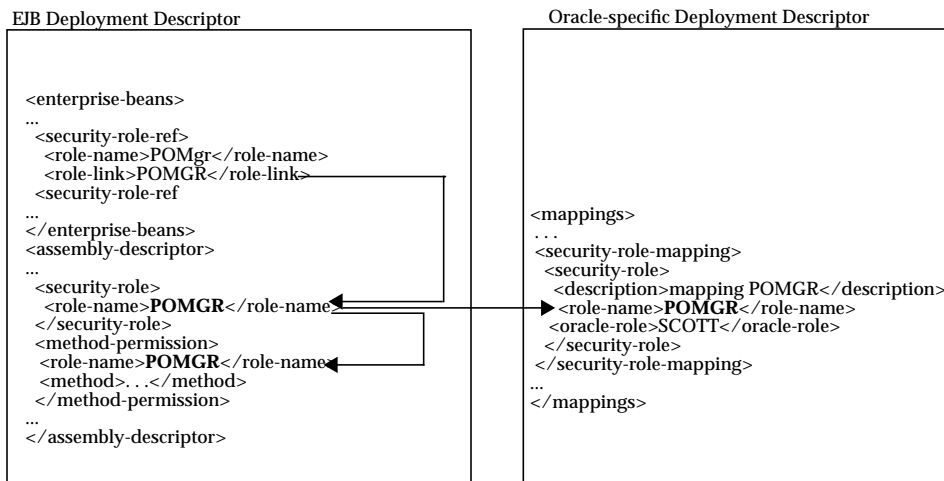 EJB Deployment Descriptor
<enterprise-beans>
...
<security-role-ref>
<role-name>POMgr</role-name>
<role-link>POMGR</role-link>
<security-role-ref
...
</enterprise-beans>
<assembly-descriptor>
...
<security-role>
<role-name>POMGR</role-name>
</security-role>
<method-permission>
<role-name>POMGR</role-name>
<method>. . .</method>
</method-permission>
...
</assembly-descriptor>
Oracle-specific Deployment Descriptor
<mappings>
. . .
<security-role-mapping>
<security-role>
<description>mapping POMGR</description>
<role-name>POMGR</role-name>
<oracle-role>SCOTT</oracle-role>
</security-role>
</security-role-mapping>
...
</mappings>